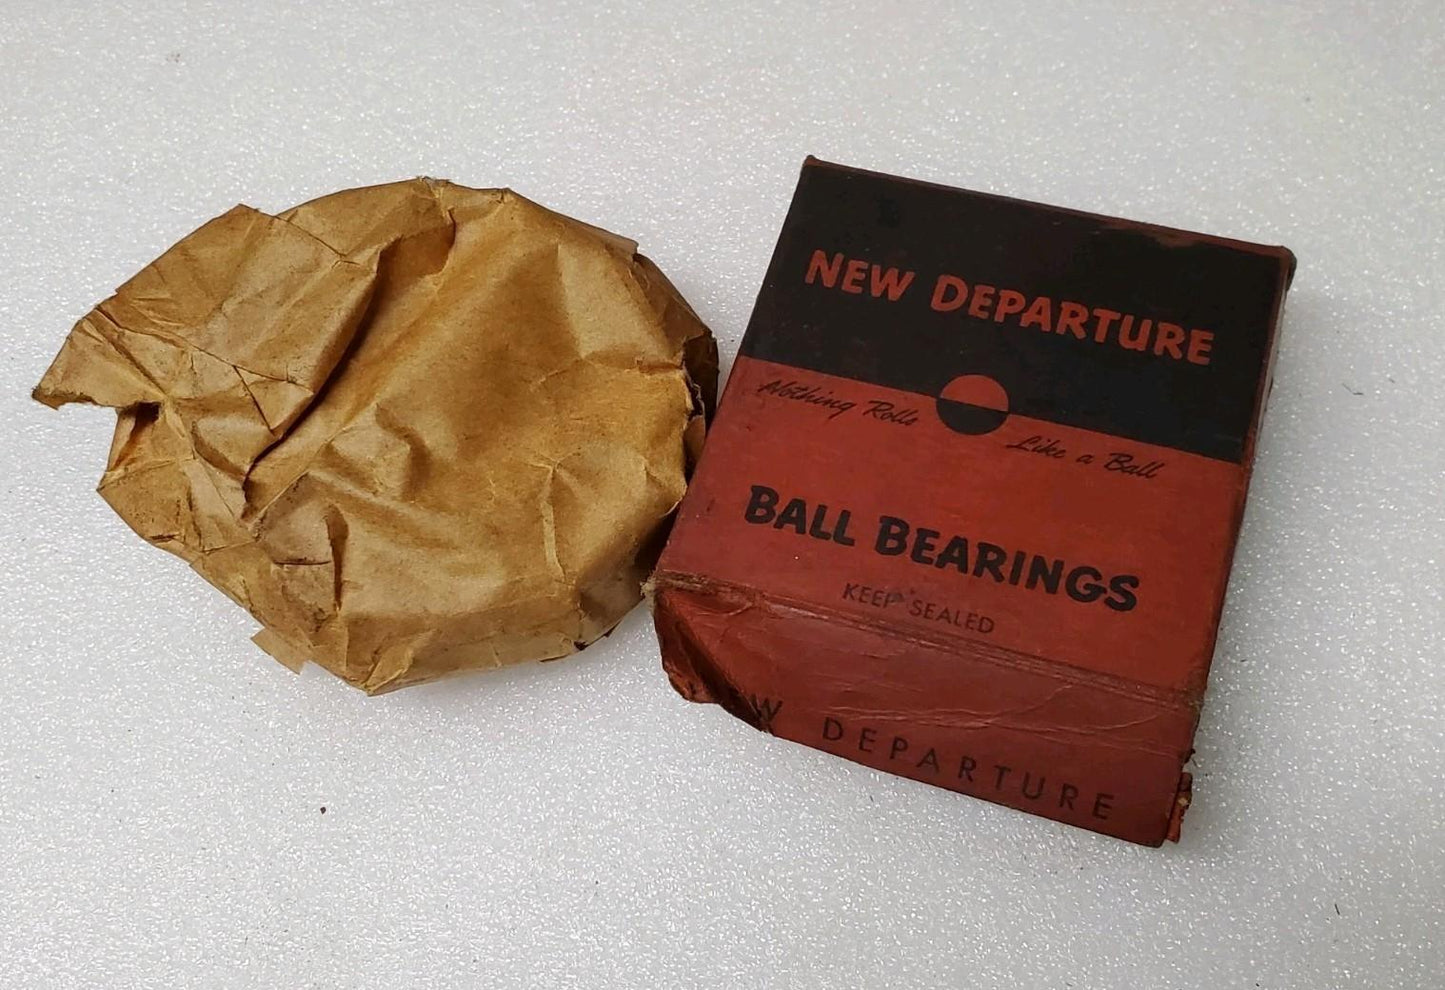 NEW DEPARTURE
Nothing Rolls
Like a Ball
BALL BEARINGS
KEEP SEALED
W DEPARTURE